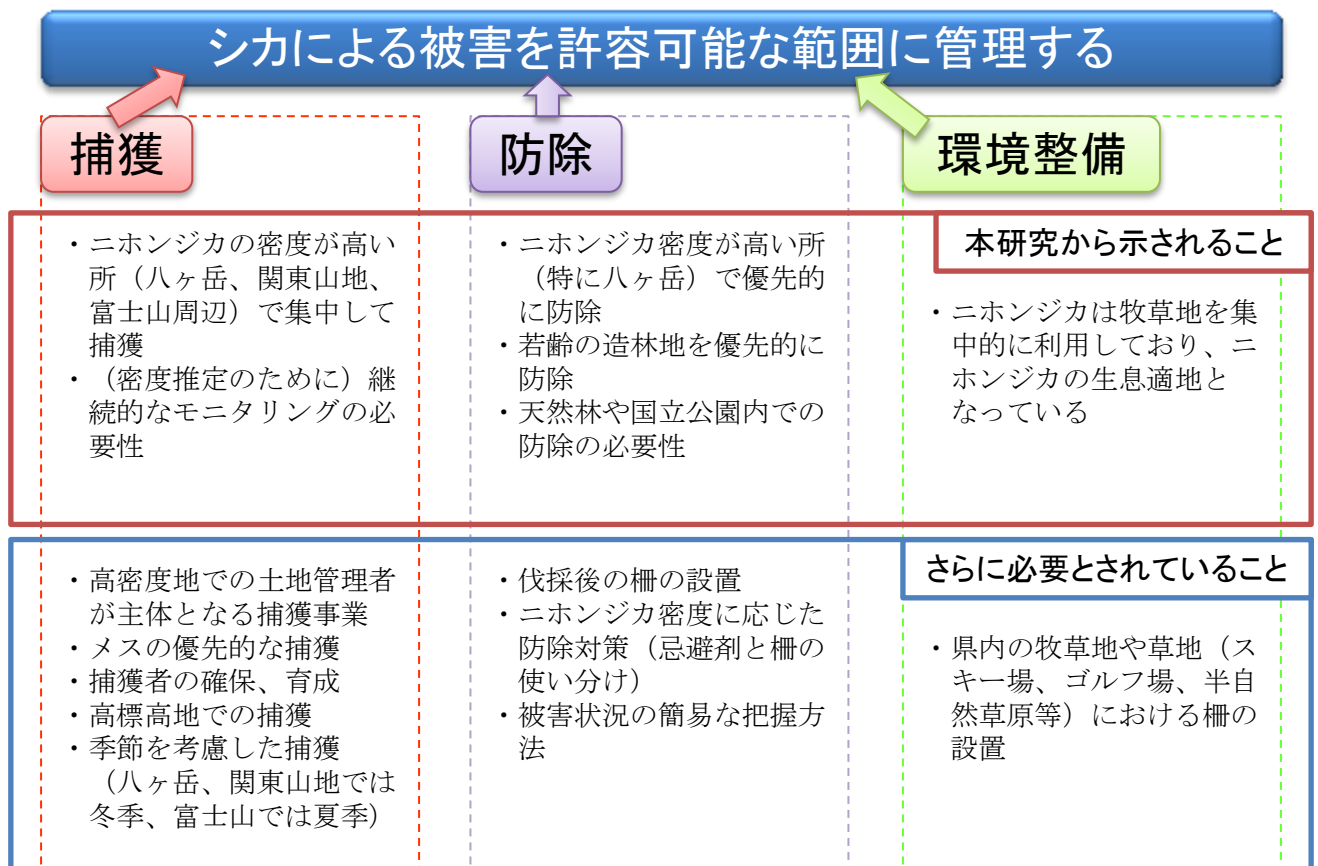 シカによる被害を許容可能な範囲に管理する
捕獲
防除
環境整備
本研究から示されること
・ニホンジカの密度が高い
所（八ヶ岳、関東山地、
富士山周辺）で集中して
捕獲
・（密度推定のために）継
続的なモニタリングの必
要性
・ニホンジカ密度が高い所
（特に八ヶ岳）で優先的
に防除
・若齢の造林地を優先的に
防除
・天然林や国立公園内での
防除の必要性
・ニホンジカは牧草地を集
中的に利用しており、ニ
ホンジカの生息適地と
なっている
さらに必要とされていること
・高密度地での土地管理者
が主体となる捕獲事業
・メスの優先的な捕獲
・捕獲者の確保、育成
・高標高地での捕獲
・季節を考慮した捕獲
（八ヶ岳、関東山地では
冬季、富士山では夏季）
・伐採後の柵の設置
・ニホンジカ密度に応じた
防除対策（忌避剤と柵の
使い分け）
・被害状況の簡易な把握方
法
・県内の牧草地や草地（ス
キー場、ゴルフ場、半自
然草原等）における柵の
設置